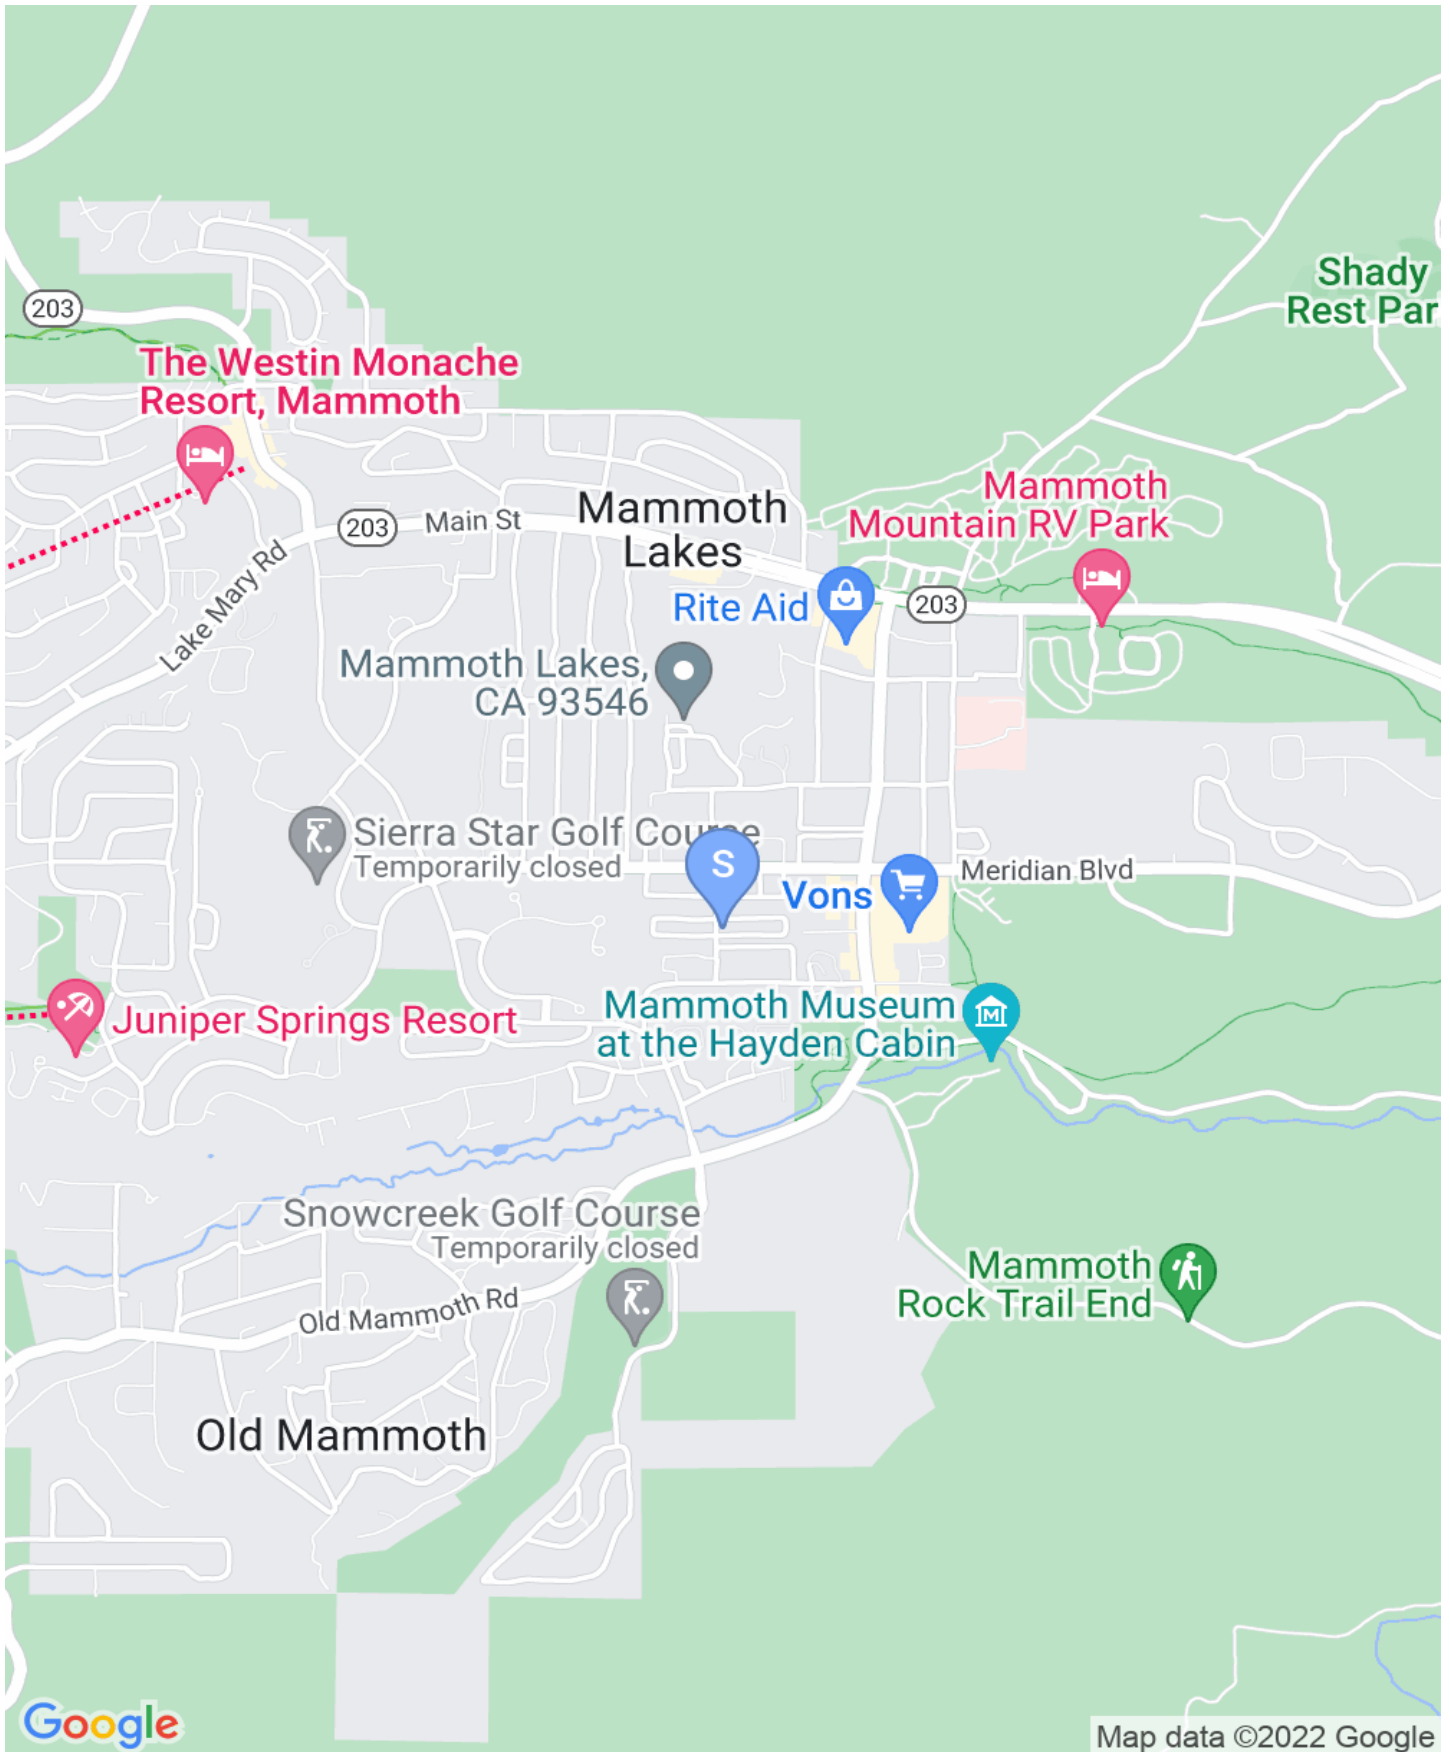 Shady
Rest Par
203
The Westin Monache
Resort, Mammoth
Mammoth
Mountain RV Park
Mammoth
Lakes
203
Main St
Lake Mary Rd
Rite Aid
203
Mammoth Lakes,
CA 93546
Sierra Star Golf Course
Temporarily closed
S
Meridian Blvd
Vons
Juniper Springs Resort
Mammoth Museum
at the Hayden Cabin
M
Snowcreek Golf Course
Temporarily closed
Mammoth
Rock Trail End
Old Mammoth Rd
Old Mammoth
Google
Map data ©2022 Google